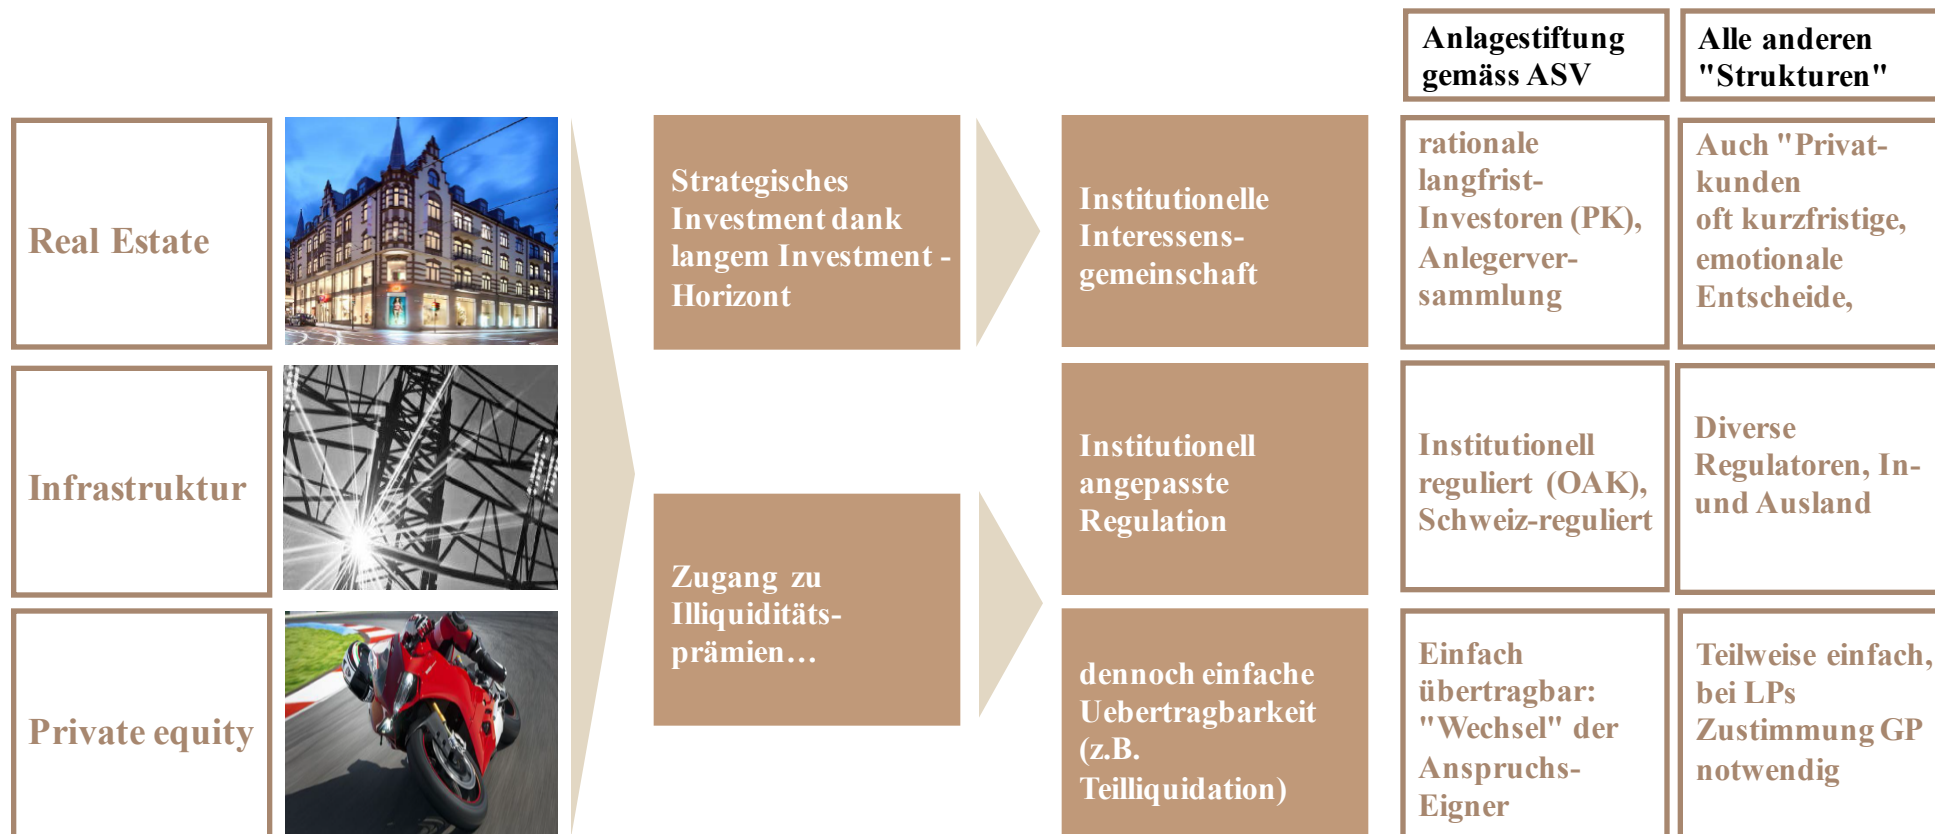 Anlagestiftung
gemäss ASV
Alle anderen
"Strukturen"
Real Estate
Strategisches
Investment dank
langem Investment -
Horizont
Institutionelle
Interessens-
gemeinschaft
rationale
langfrist-
Investoren (PK),
Anlegerver-
sammlung
Auch "Privat-
kunden
oft kurzfristige,
emotionale
Entscheide,
Infrastruktur
Zugang zu
Illiquiditäts-
prämien…
Institutionell
angepasste
Regulation
Institutionell
reguliert (OAK),
Schweiz-reguliert
Diverse
Regulatoren, In-
und Ausland
Private equity
dennoch einfache
Uebertragbarkeit
(z.B.
Teilliquidation)
Einfach
übertragbar:
"Wechsel" der
Anspruchs-
Eigner
Teilweise einfach,
bei LPs
Zustimmung GP
notwendig